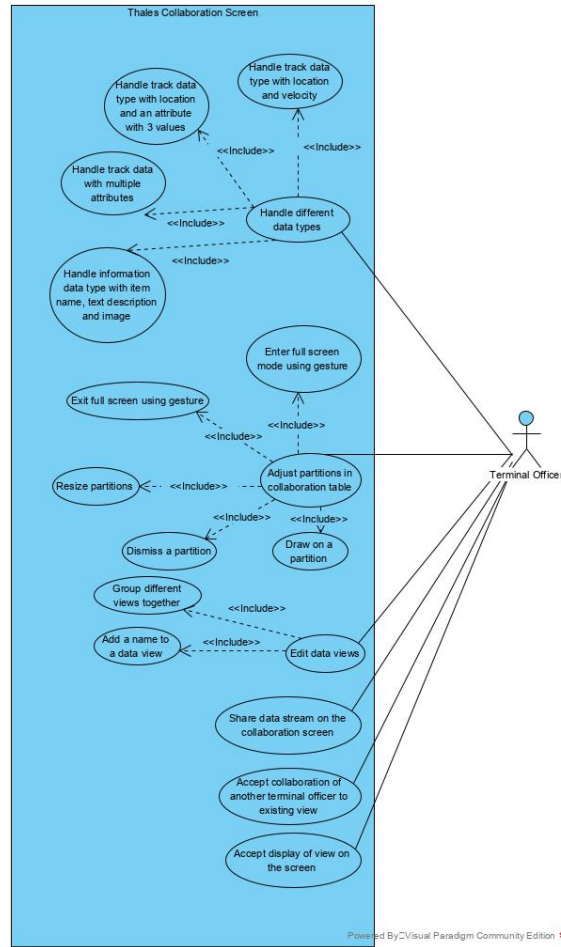 Thales Collaboration Screen
Handle track data
type with location
and velocity
Handle track data
type with location
and an attribute
with 3 values
<<Include>>
<<Include>>
Handle track data
with multiple
attributes
<<Include>>
Handle different
data types
<<Include>>
Handle information
data type with item
name, text description
and image
Enter full screen
mode using gesture
Exit full screen using gesture
<<Include>>
<<Include>>
Terminal Officer
Adjust partitions in
collaboration table
Resize partitions
<<Include>>
<<Include>>
<<Include>>
Dismiss a partition
Draw on a
partition
Group different
views together
<<Include>>
Add a name to
a data view
<<Include>>
Edit data views
Share data stream on the
collaboration screen
Accept collaboration of
another terminal officer to
existing view
Accept display of view on
the screen
Powered By□Visual Paradigm Community Edition